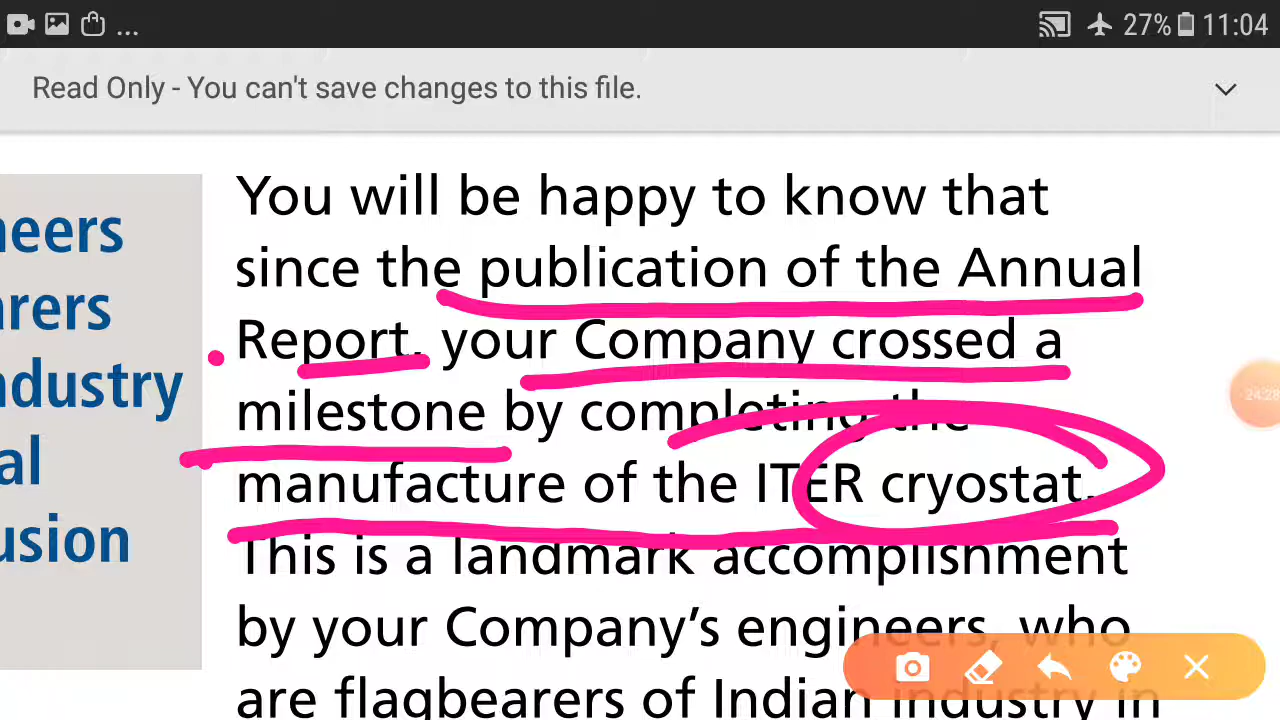 ... 27% 11:04
Read Only - You can't save changes to this file.
neers
arers
ndustry
al
usion
You will be happy to know that
since the publication of the Annual
Report, your Company crossed a
milestone by completing the
manufacture of the ITER cryostat.
This is a landmark accomplishment
by your Company's engineers, who
are flagbearers of Indian industry in
24:28